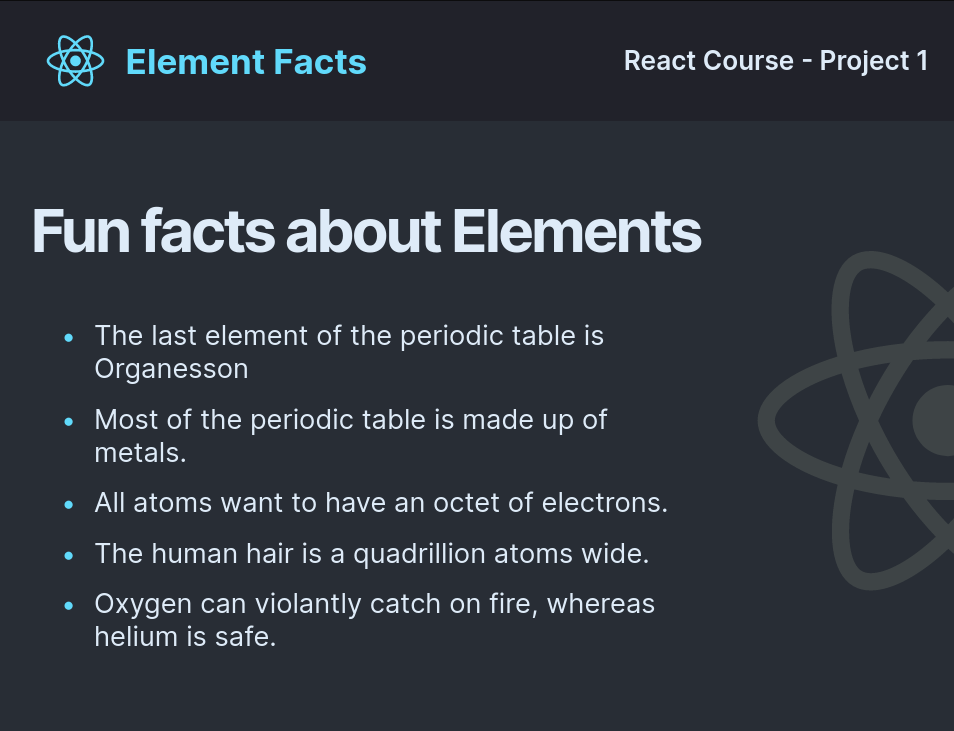 Element Facts
React Course - Project 1
Fun facts about Elements
• The last element of the periodic table is
Organesson
• Most of the periodic table is made up of
metals.
• All atoms want to have an octet of electrons.
• The human hair is a quadrillion atoms wide.
• Oxygen can violantly catch on fire, whereas
helium is safe.